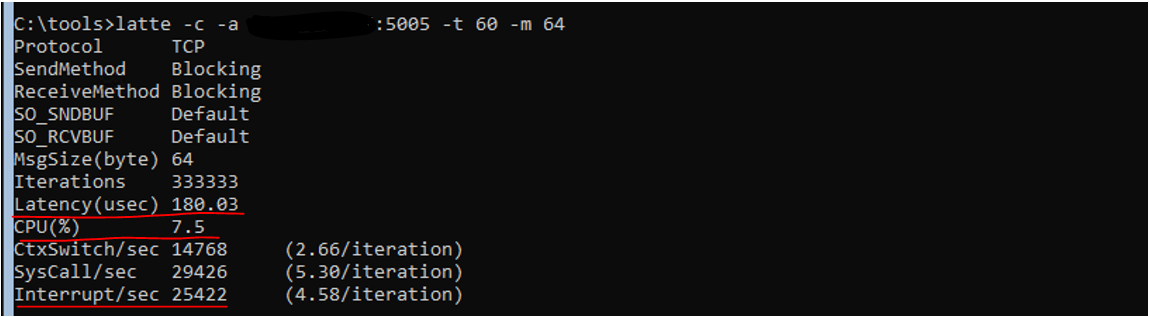 C:\tools>latte -c -a :5005 -t 60 -m 64
Protocol TCP
SendMethod Blocking
ReceiveMethod Blocking
SO_SNDBUF Default
SO_RCVBUF Default
MsgSize(byte) 64
Iterations 333333
Latency(usec) 180.03
CPU(%) 7.5
CtxSwitch/sec 14768 (2.66/iteration)
SysCall/sec 29426 (5.30/iteration)
Interrupt/sec 25422 (4.58/iteration)